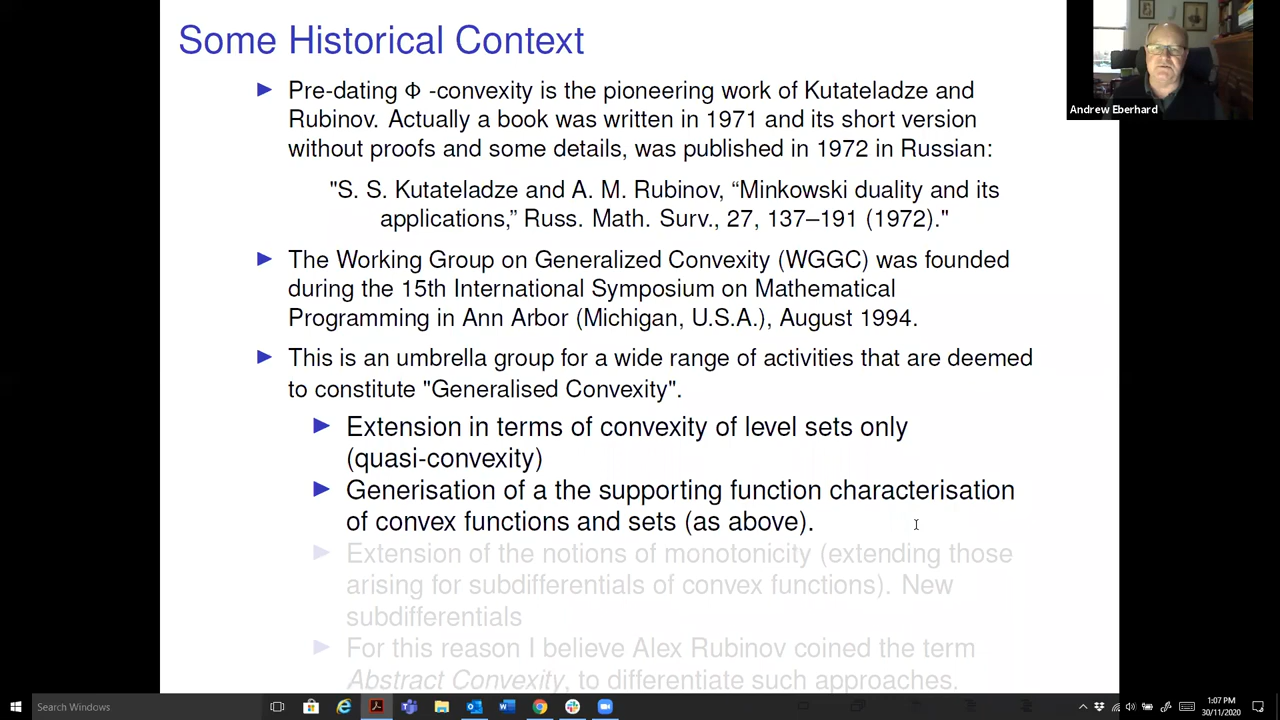 Some Historical Context
Andrew Eberhard
▶ Pre-dating Φ -convexity is the pioneering work of Kutateladze and
Rubinov. Actually a book was written in 1971 and its short version
without proofs and some details, was published in 1972 in Russian:
"S. S. Kutateladze and A. M. Rubinov, “Minkowski duality and its
applications,” Russ. Math. Surv., 27, 137–191 (1972)."
▶ The Working Group on Generalized Convexity (WGGC) was founded
during the 15th International Symposium on Mathematical
Programming in Ann Arbor (Michigan, U.S.A.), August 1994.
▶ This is an umbrella group for a wide range of activities that are deemed
to constitute "Generalised Convexity".
▶ Extension in terms of convexity of level sets only
(quasi-convexity)
▶ Generisation of a the supporting function characterisation
of convex functions and sets (as above).
▶ Extension of the notions of monotonicity (extending those
arising for subdifferentials of convex functions). New
subdifferentials
▶ For this reason I believe Alex Rubinov coined the term
Abstract Convexity, to differentiate such approaches.
Search Windows
1:07 PM
30/11/2020